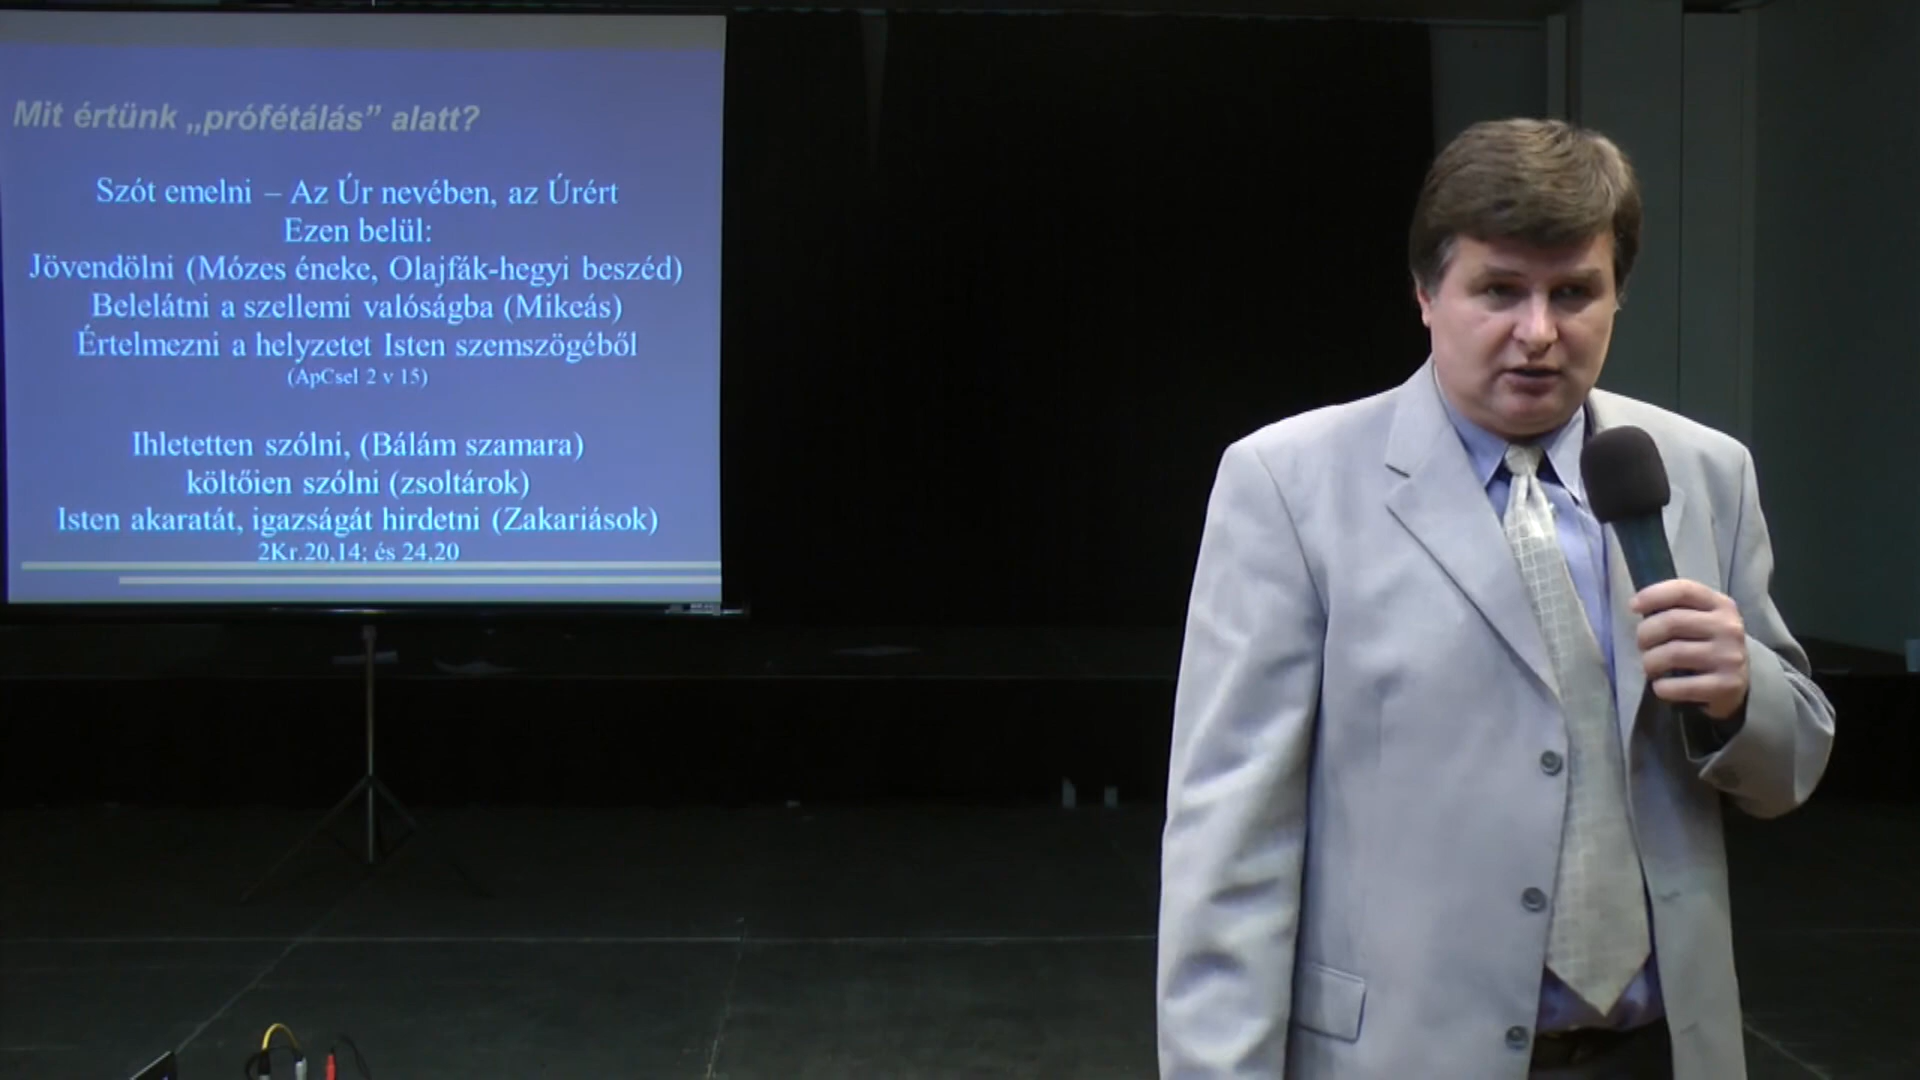 Mit értünk „prófétálás” alatt?
Szót emelni – Az Úr nevében, az Úrért
Ezen belül:
Jövendölni (Mózes éneke, Olajfák-hegyi beszéd)
Belelátni a szellemi valóságba (Mikeás)
Értelmezni a helyzetet Isten szemszögéből
(ApCsel 2 v 15)
Ihletetten szólni, (Bálám szamara)
költőien szólni (zsoltárok)
Isten akaratát, igazságát hirdetni (Zakariások)
2Kr.20,14; és 24,20